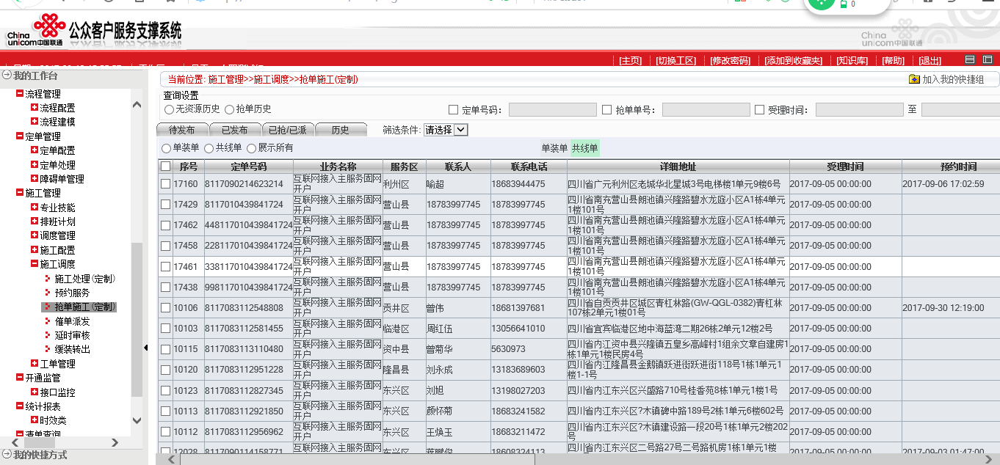 China
unicom中国联通
公众客户服务支撑系统
China
unicom中国联通
[主页] [切换工区] [修改密码] [添加到收藏夹] [知识库] [帮助] [退出]
我的工作台
流程管理
流程配置
流程建模
定单管理
定单配置
定单处理
障碍单管理
施工管理
专业技能
排班计划
调度管理
施工配置
施工调度
施工处理(定制)
预约服务
抢单施工(定制)
催单派发
延时审核
缓装转出
工单管理
开通监管
接口监控
统计报表
时效类
清单查询
我的快捷方式
当前位置: 施工管理>>施工调度>>抢单施工(定制) 加入我的快捷组
查询设置
无资源历史 抢单历史 定单号码: 抢单单号: 受理时间: 至
待发布 已发布 已抢/已派 历史 筛选条件: 请选择
单装单 共线单 展示所有 单装单 共线单
序号 定单号码 业务名称 服务区 联系人 联系电话 详细地址 受理时间 预约时间
17160 8117090214623214 互联网接入主服务固网开户 利州区 喻超 18683944475 四川省广元利州区老城华北星城3号电梯楼1单元9楼6号 2017-09-05 00:00:00 2017-09-06 17:02:59
17429 8117010439841724 互联网接入主服务固网开户 营山县 18783997745 18783997745 四川省南充营山县朗池镇兴隆路碧水龙庭小区A1栋4单元1楼101号 2017-09-05 00:00:00
17462 448117010439841724 互联网接入主服务固网开户 营山县 18783997745 18783997745 四川省南充营山县朗池镇兴隆路碧水龙庭小区A1栋4单元1楼101号 2017-09-05 00:00:00
17458 228117010439841724 互联网接入主服务固网开户 营山县 18783997745 18783997745 四川省南充营山县朗池镇兴隆路碧水龙庭小区A1栋4单元1楼101号 2017-09-05 00:00:00
17461 338117010439841724 互联网接入主服务固网开户 营山县 18783997745 18783997745 四川省南充营山县朗池镇兴隆路碧水龙庭小区A1栋4单元1楼101号 2017-09-05 00:00:00
17438 998117010439841724 互联网接入主服务固网开户 营山县 18783997745 18783997745 四川省南充营山县朗池镇兴隆路碧水龙庭小区A1栋4单元1楼101号 2017-09-05 00:00:00
10106 8117083112548808 互联网接入主服务固网开户 贡井区 曾伟 18681397681 四川省自贡贡井区城区青杠林路(GW-QGL-0382)青杠林107栋2单元1楼01号 2017-09-05 00:00:00 2017-09-30 12:19:00
10103 8117083112581455 互联网接入主服务固网开户 临港区 周红伍 13056641010 四川省宜宾临港区地中海蓝湾二期26栋2单元12楼2号 2017-09-05 00:00:00
10115 8117083113110480 互联网接入主服务固网开户 资中县 曾菊华 5630973 四川省内江资中县兴隆镇五皇乡高峰村1组余文章自建房1栋1单元1楼民房4号 2017-09-05 00:00:00
10120 8117083112951228 互联网接入主服务固网开户 隆昌县 刘永成 13183689603 四川省内江隆昌县金鹅镇跃进街跃进街118号1栋1单元1楼1-1号 2017-09-05 00:00:00
10123 8117083112827345 互联网接入主服务固网开户 东兴区 刘旭 13198027203 四川省内江东兴区兴盛路710号桂香苑8栋1单元1楼1号 2017-09-05 00:00:00
10113 8117083112921850 互联网接入主服务固网开户 东兴区 颜怀菊 18683241582 四川省内江东兴区?木镇碑中路189号2栋1单元6楼602号 2017-09-05 00:00:00
10112 8117083112956962 互联网接入主服务固网开户 东兴区 王焕玉 18683211472 四川省内江东兴区?木镇建设路一段20号1栋1单元2楼202号 2017-09-05 00:00:00
12028 8117090114158771 互联网接入主服务固网 东兴区 蒋鹏俊 18608324113 四川省内江东兴区二号路27号二号路机房1栋1单元1楼 2017-09-05 00:00:00 2017-09-03 01:47:00